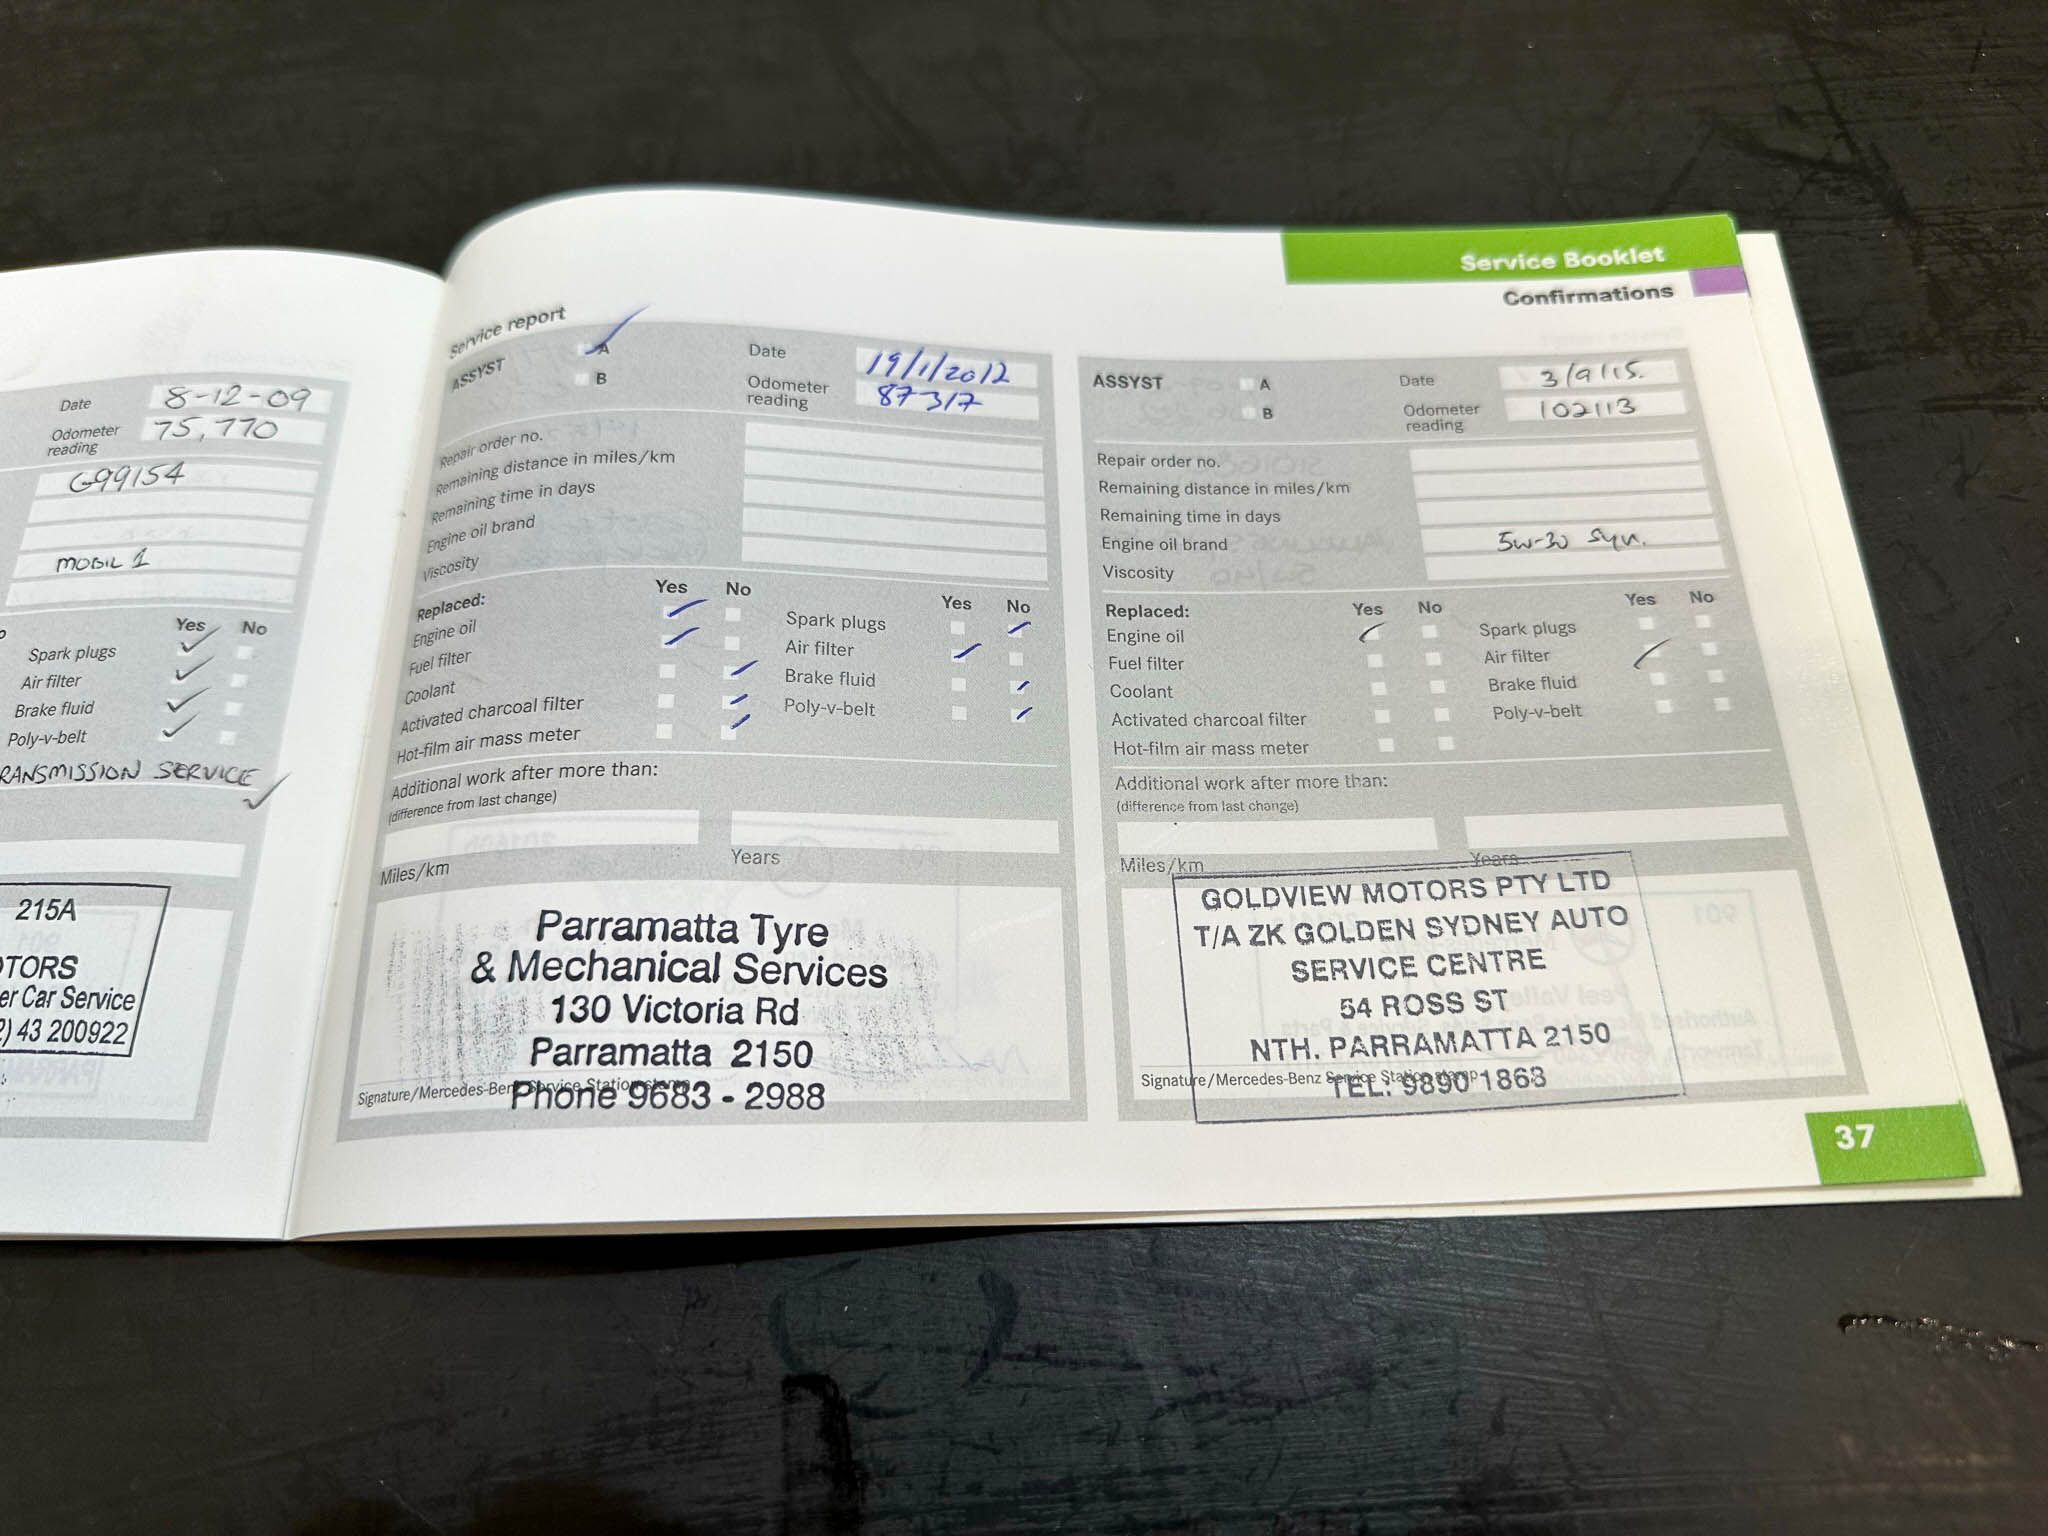 Date 8-12-09
Odometer reading 75,770
G99154
MOBIL 1
Yes No
Spark plugs
Air filter
Brake fluid
Poly-v-belt
RANSMISSION SERVICE
215A
TORS
er Car Service
2) 43 200922
Service Booklet
Confirmations
Service report
ASSYST A
B
Date 19/1/2012
Odometer reading 87317
Repair order no.
Remaining distance in miles/km
Remaining time in days
Engine oil brand
Viscosity
Replaced: Yes No
Engine oil
Fuel filter
Coolant
Activated charcoal filter
Hot-film air mass meter
Yes No
Spark plugs
Air filter
Brake fluid
Poly-v-belt
Additional work after more than:
(difference from last change)
Miles/km Years
Parramatta Tyre
& Mechanical Services
130 Victoria Rd
Parramatta 2150
Phone 9683 - 2988
Signature/Mercedes-Benz Service Station stamp
ASSYST A
B
Date 3/9/15.
Odometer reading 102113
Repair order no.
Remaining distance in miles/km
Remaining time in days
Engine oil brand 5w-30 Syn.
Viscosity
Replaced: Yes No
Engine oil
Fuel filter
Coolant
Activated charcoal filter
Hot-film air mass meter
Yes No
Spark plugs
Air filter
Brake fluid
Poly-v-belt
Additional work after more than:
(difference from last change)
Miles/km Years
GOLDVIEW MOTORS PTY LTD
T/A ZK GOLDEN SYDNEY AUTO
SERVICE CENTRE
54 ROSS ST
NTH. PARRAMATTA 2150
TEL: 9890 1868
Signature/Mercedes-Benz Service Station stamp
37